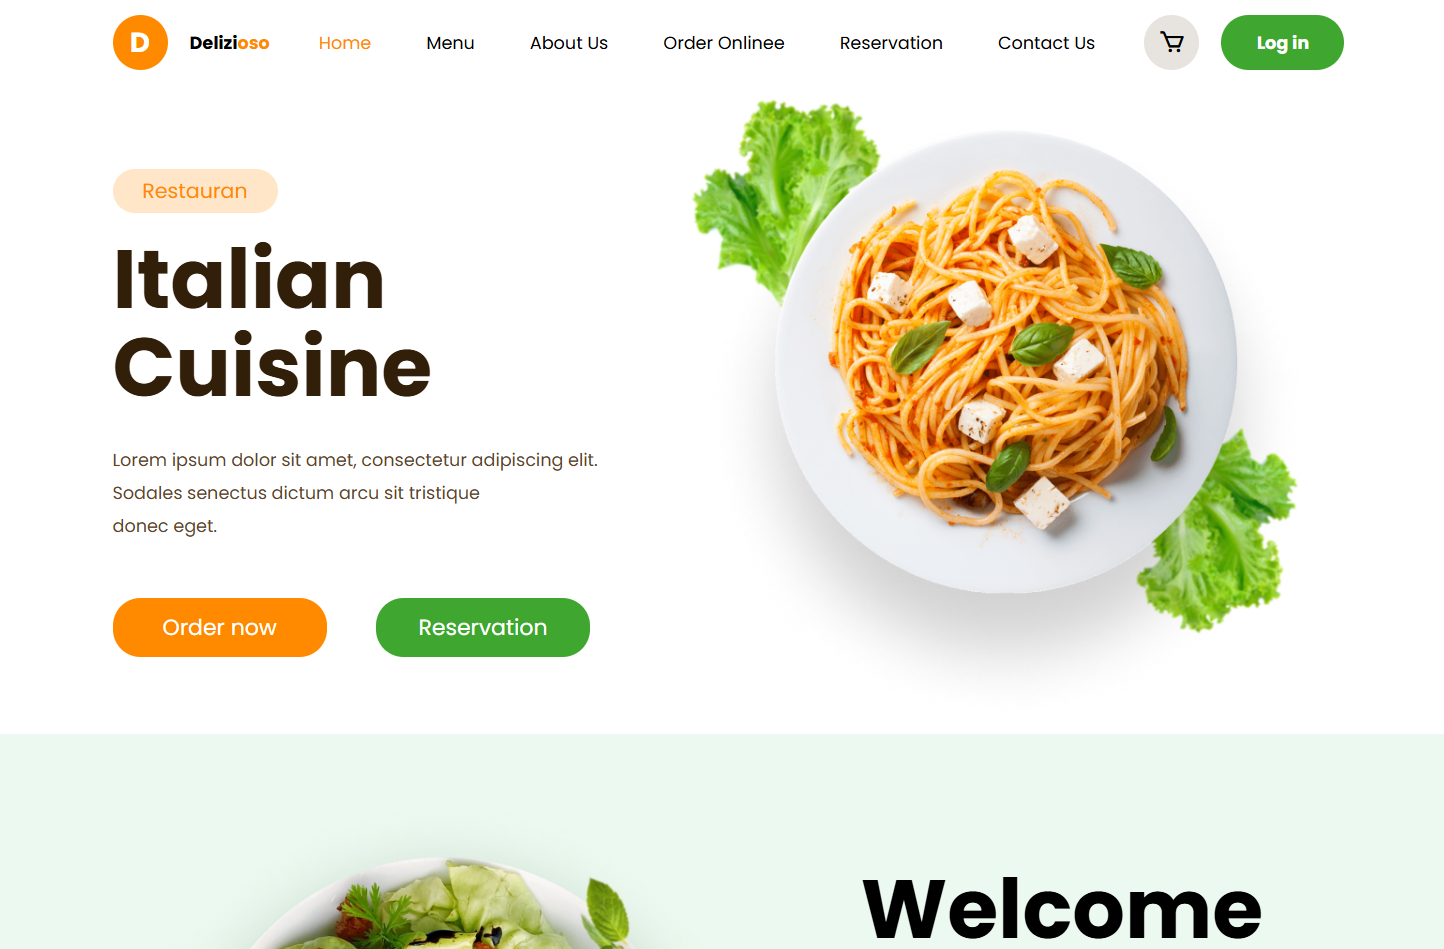 D
Delizioso
Home
Menu
About Us
Order Onlinee
Reservation
Contact Us
Log in
Restauran
Italian
Cuisine
Lorem ipsum dolor sit amet, consectetur adipiscing elit.
Sodales senectus dictum arcu sit tristique
donec eget.
Order now
Reservation
Welcome